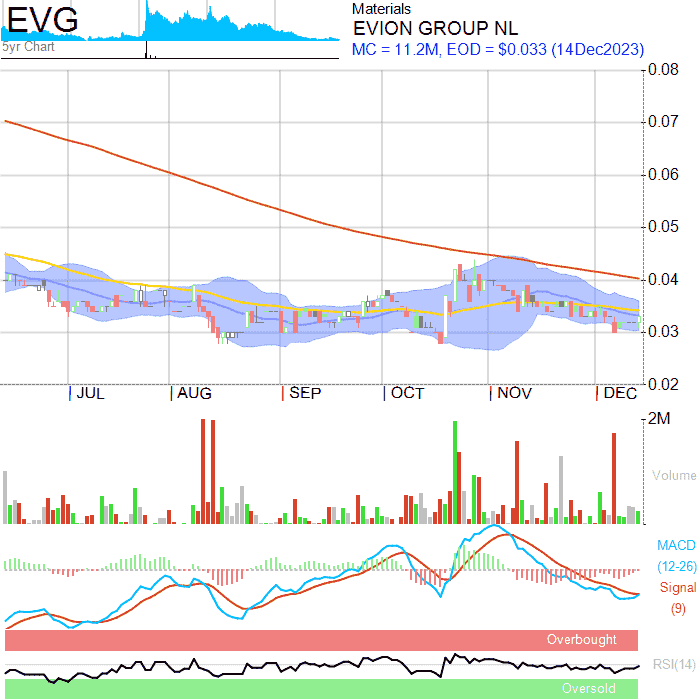 EVG
5yr Chart
Materials
EVION GROUP NL
MC = 11.2M, EOD = $0.033 (14Dec2023)
0.08
0.07
0.06
0.05
0.04
0.03
0.02
JUL AUG SEP OCT NOV DEC
2M
Volume
MACD
(12-26)
Signal
(9)
Overbought
RSI(14)
Oversold